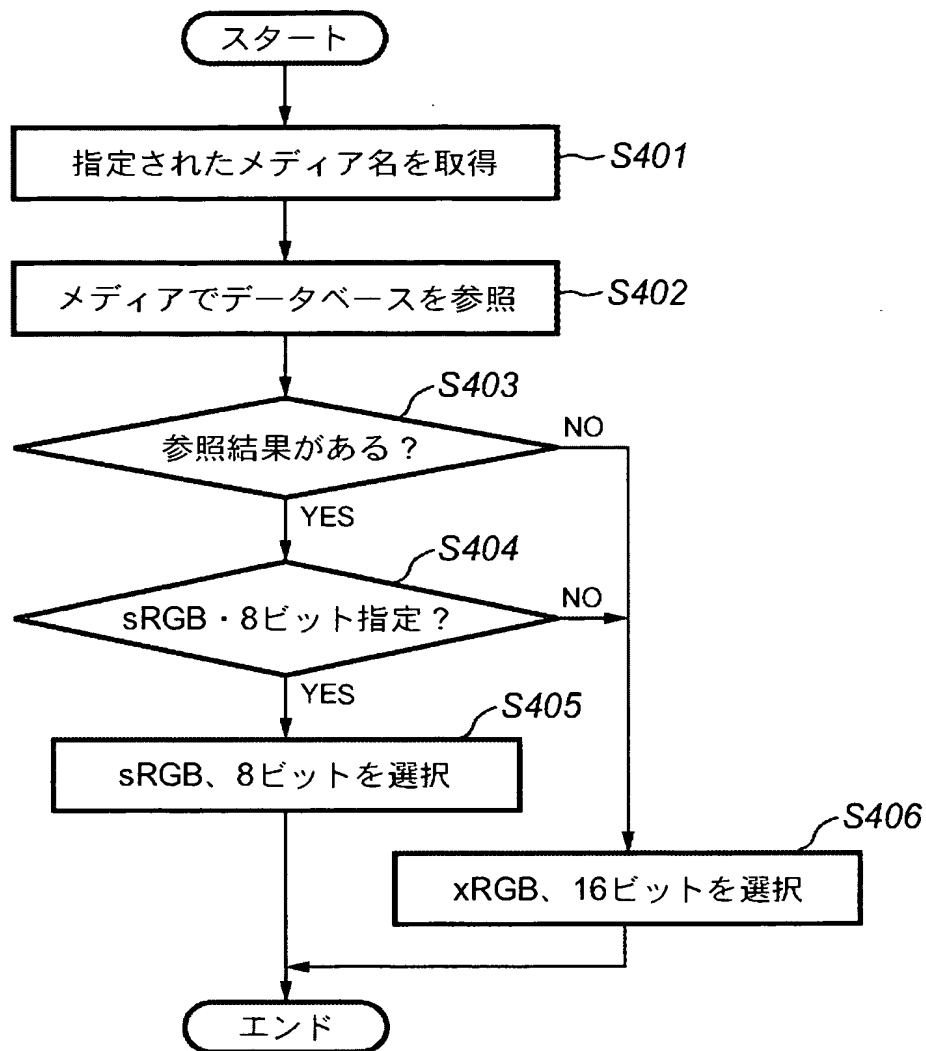 スタート
指定されたメディア名を取得
S401
メディアでデータベースを参照
S402
S403
参照結果がある?
NO
YES
S404
sRGB・8ビット指定?
NO
YES
S405
sRGB、8ビットを選択
S406
xRGB、16ビットを選択
エンド